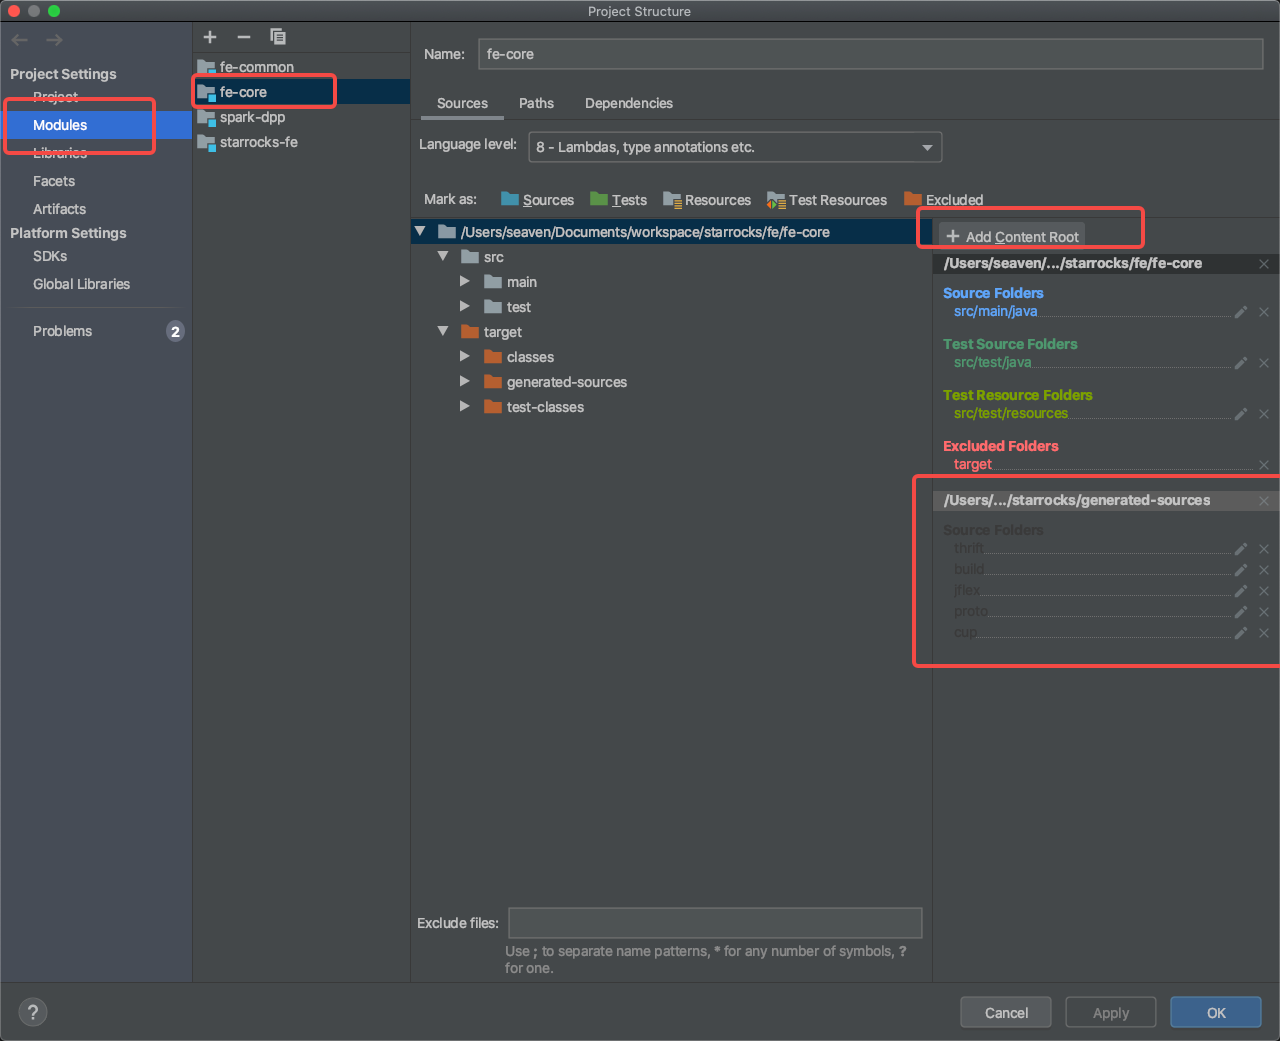 Project Structure
Project Settings
Project
Modules
Libraries
Facets
Artifacts
Platform Settings
SDKs
Global Libraries
Problems
2
fe-common
fe-core
spark-dpp
starrocks-fe
Name:
fe-core
Sources
Paths
Dependencies
Language level:
8 - Lambdas, type annotations etc.
Mark as:
Sources
Tests
Resources
Test Resources
Excluded
/Users/seaven/Documents/workspace/starrocks/fe/fe-core
src
main
test
target
classes
generated-sources
test-classes
+ Add Content Root
/Users/seaven/.../starrocks/fe/fe-core
Source Folders
src/main/java
Test Source Folders
src/test/java
Test Resource Folders
src/test/resources
Excluded Folders
target
/Users/.../starrocks/generated-sources
Source Folders
thrift
build
jflex
proto
cup
Exclude files:
Use ; to separate name patterns, * for any number of symbols, ?
for one.
?
Cancel
Apply
OK